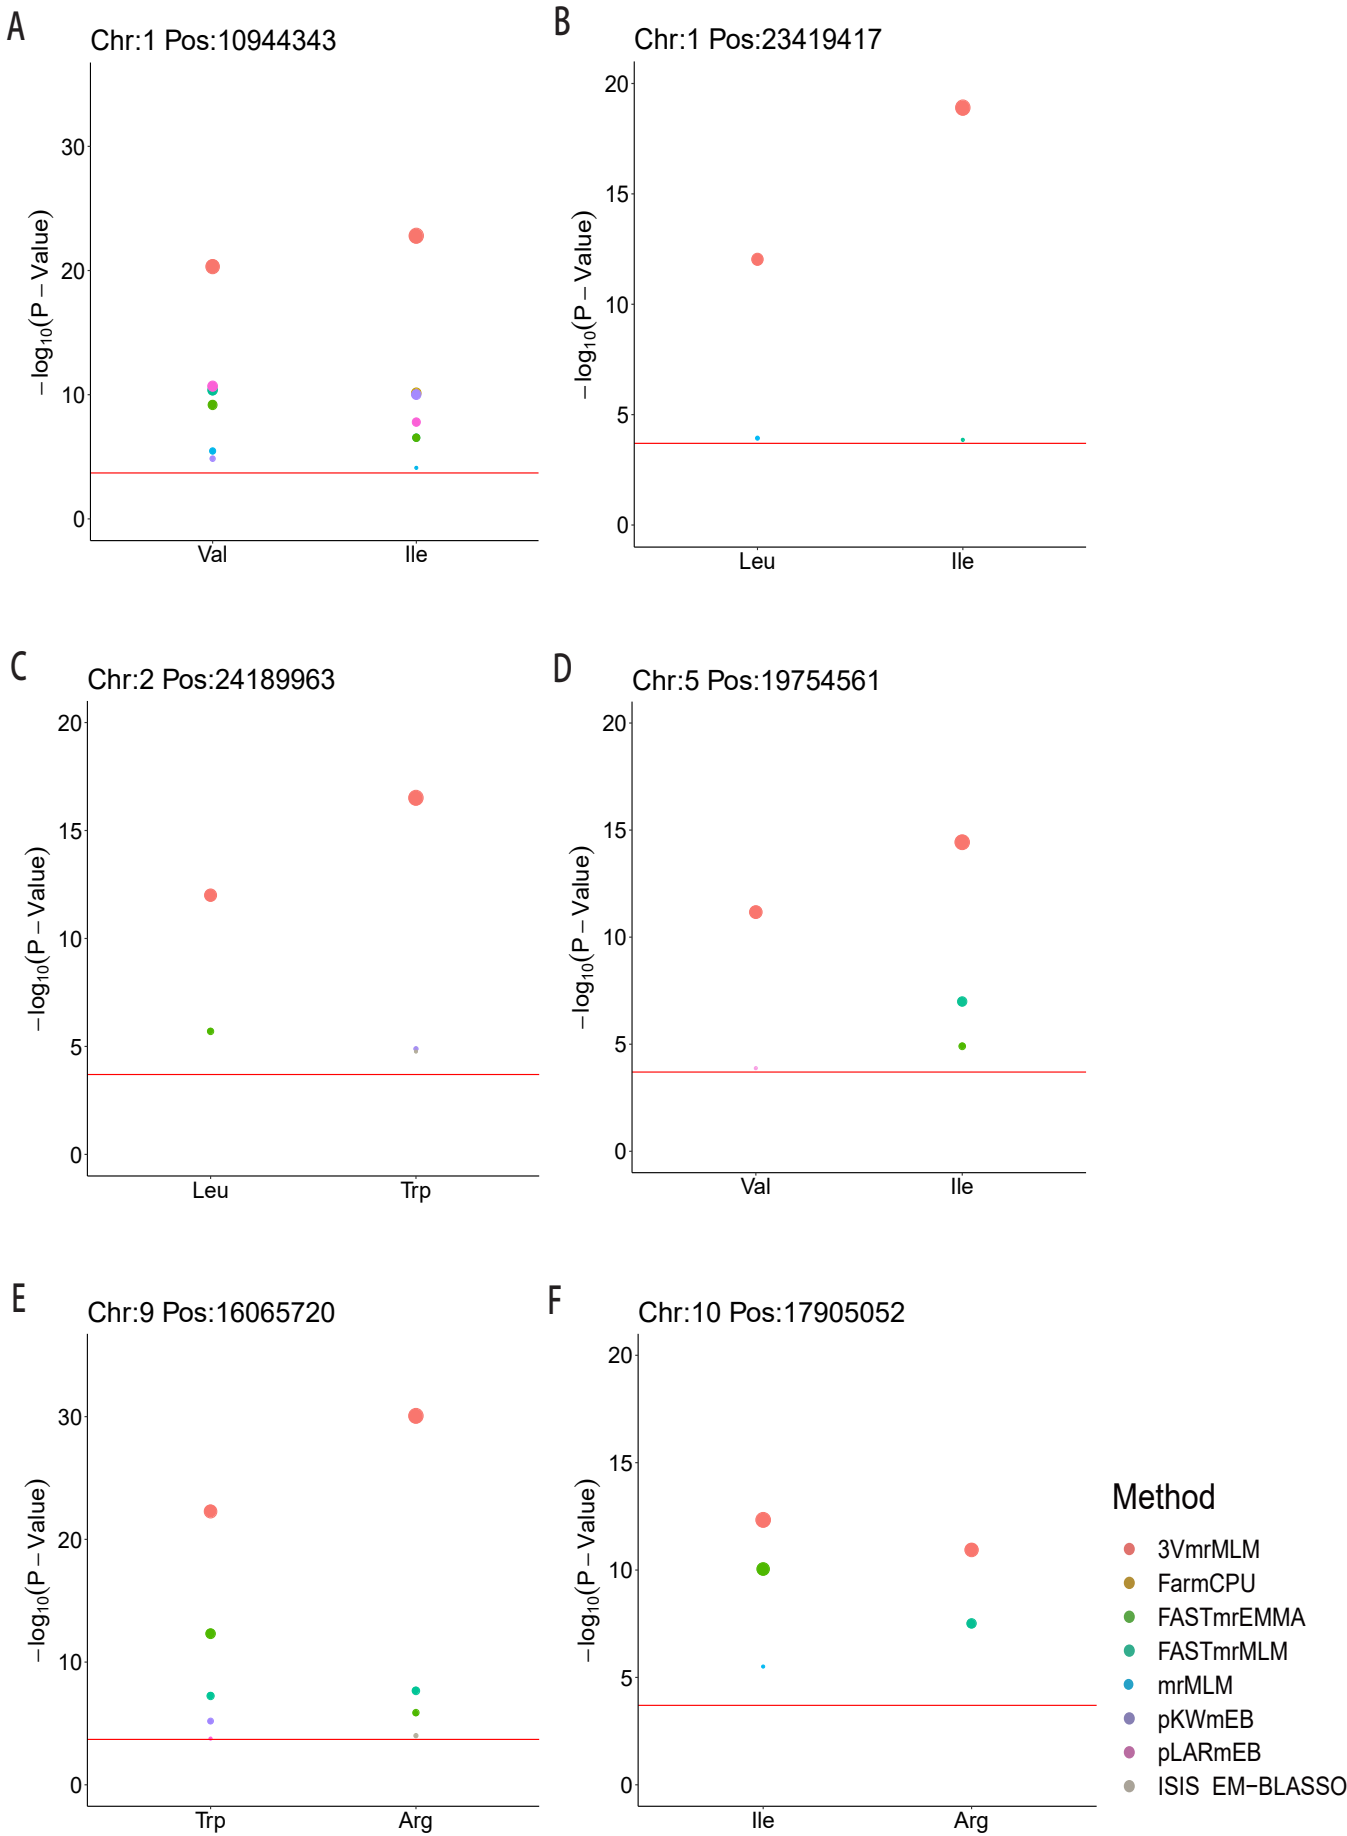 A
Chr:1 Pos:10944343
−log10(P−Value)
30
20
10
0
Val Ile
B
Chr:1 Pos:23419417
−log10(P−Value)
20
15
10
5
0
Leu Ile
C
Chr:2 Pos:24189963
−log10(P−Value)
20
15
10
5
0
Leu Trp
D
Chr:5 Pos:19754561
−log10(P−Value)
20
15
10
5
0
Val Ile
E
Chr:9 Pos:16065720
−log10(P−Value)
30
20
10
0
Trp Arg
F
Chr:10 Pos:17905052
−log10(P−Value)
20
15
10
5
0
Ile Arg
Method
3VmrMLM
FarmCPU
FASTmrEMMA
FASTmrMLM
mrMLM
pKWmEB
pLARmEB
ISIS EM−BLASSO